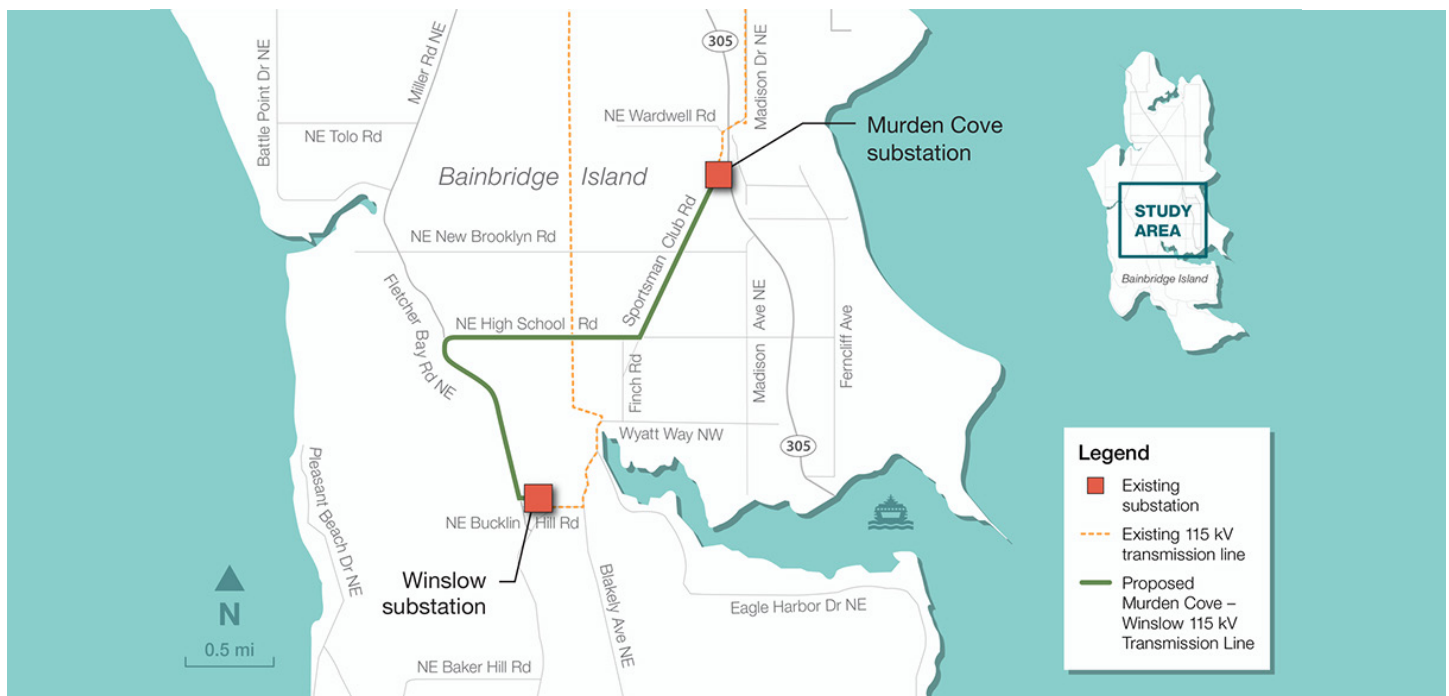 Battle Point Dr NE
Miller Rd NE
305
Madison Dr NE
NE Wardwell Rd
NE Tolo Rd
Murden Cove
substation
Bainbridge Island
Sportsman Club Rd
NE New Brooklyn Rd
Fletcher Bay Rd NE
NE High School Rd
Finch Rd
Madison Ave NE
Ferncliff Ave
Wyatt Way NW
305
Pleasant Beach Dr NE
NE Bucklin Hill Rd
Winslow
substation
Blakely Ave NE
Eagle Harbor Dr NE
NE Baker Hill Rd
N
0.5 mi
STUDY
AREA
Bainbridge Island
Legend
Existing
substation
Existing 115 kV
transmission line
Proposed
Murden Cove –
Winslow 115 kV
Transmission Line